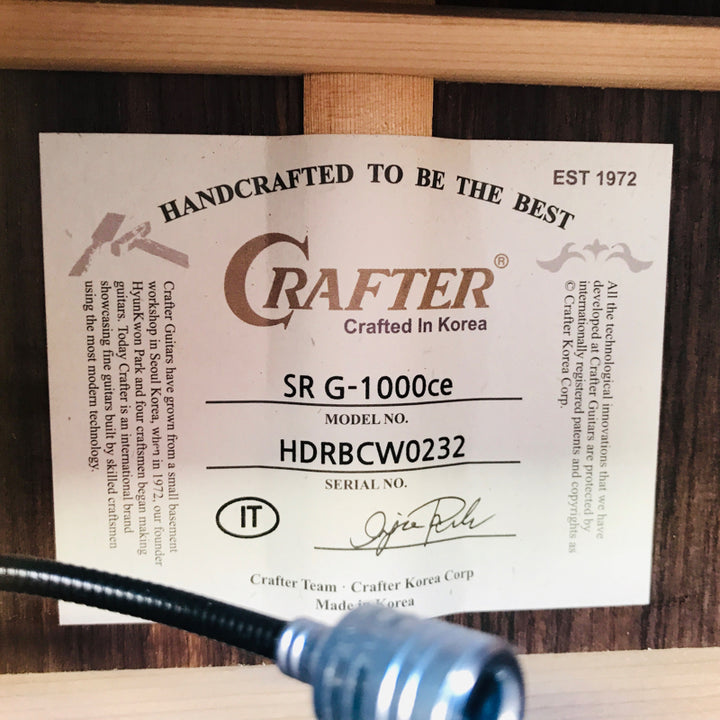 HANDCRAFTED TO BE THE BEST
EST 1972
CRAFTER®
Crafted In Korea
SR G-1000ce
MODEL NO.
HDRBCW0232
SERIAL NO.
IT
Crafter Team · Crafter Korea Corp
Made in Korea
Crafter Guitars have grown from a small basement
workshop in Seoul Korea, when in 1972, our founder
HyunKwon Park and four craftsmen began making
guitars. Today Crafter is an international brand
showcasing fine guitars built by skilled craftsmen
using the most modern technology.
All the technological innovations that we have
developed at Crafter Guitars are protected by
internationally registered patents and copyrights as
© Crafter Korea Corp.